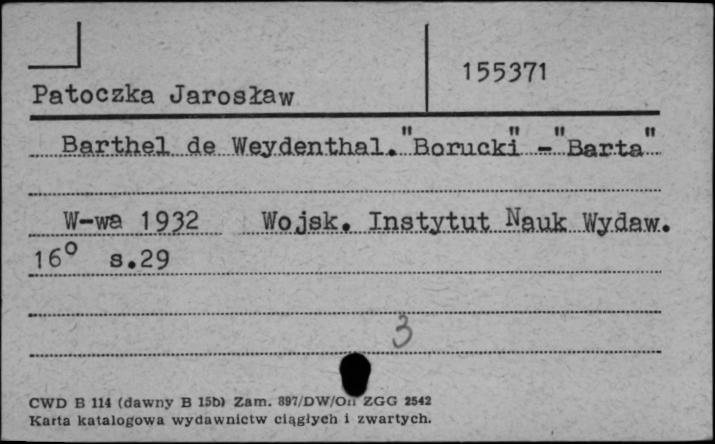 155371
Patoczka Jarosław
Barthel de Weydenthal. "Borucki" - "Barta"
W-wa 1932 Wojsk. Instytut Nauk Wydaw.
16° s.29
3
CWD B 114 (dawny B 15b) Zam. 897/DW/On ZGG 2542
Karta katalogowa wydawnictw ciągłych i zwartych.